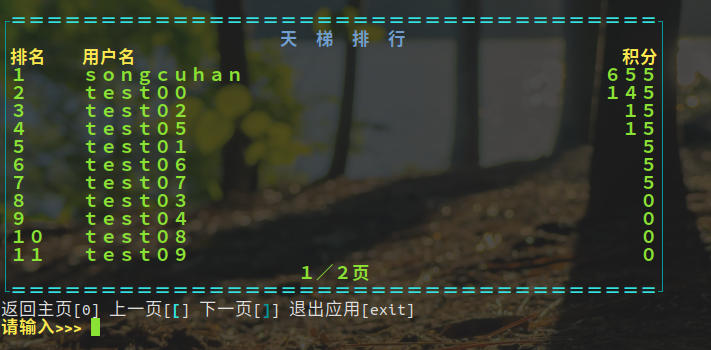 ====================================
天 梯 排 行
排名 用户名 积分
1 songcuhan 655
2 test00 145
3 test02 15
4 test05 15
5 test01 5
6 test06 5
7 test07 5
8 test03 0
9 test04 0
10 test08 0
11 test09 0
1／2页
====================================
返回主页[0] 上一页[[] 下一页[]] 退出应用[exit]
请输入>>>